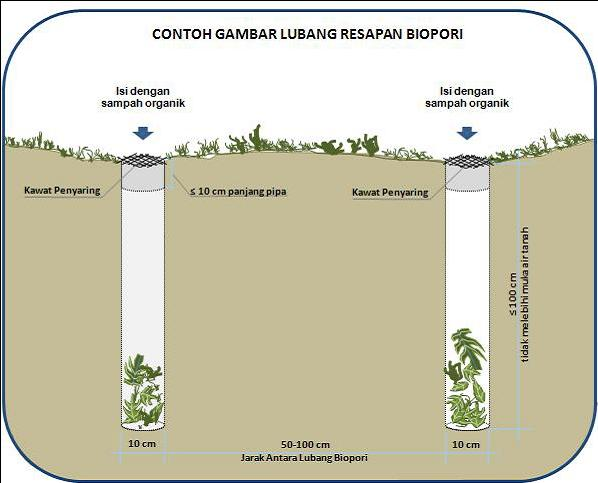 CONTOH GAMBAR LUBANG RESAPAN BIOPORI
Isi dengan
sampah organik
Isi dengan
sampah organik
Kawat Penyaring
≤ 10 cm panjang pipa
Kawat Penyaring
≤ 100 cm
tidak melebihi muka air tanah
10 cm
50-100 cm
10 cm
Jarak Antara Lubang Biopori